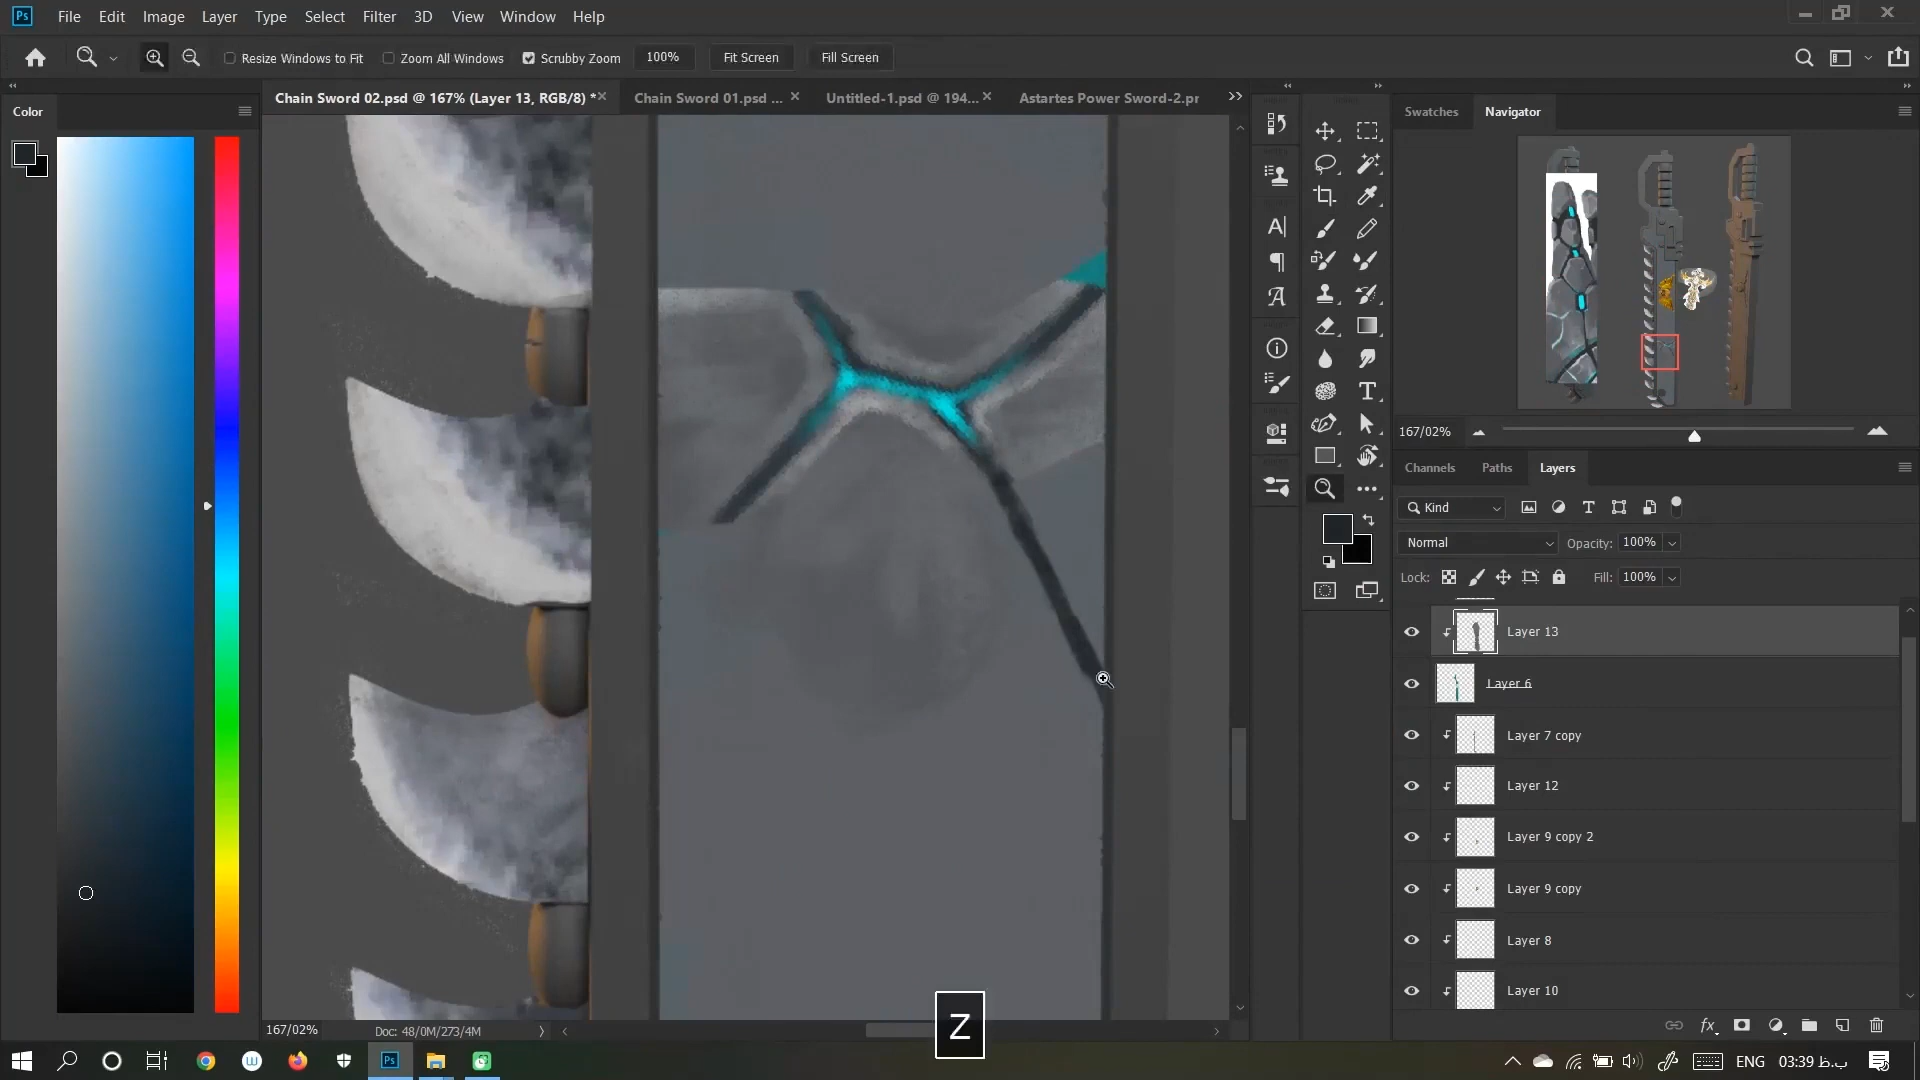 Ps File Edit Image Layer Type Select Filter 3D View Window Help
Resize Windows to Fit Zoom All Windows Scrubby Zoom 100% Fit Screen Fill Screen
Color
Chain Sword 02.psd @ 167% (Layer 13, RGB/8) * Chain Sword 01.psd ... Untitled-1.psd @ 194... Astartes Power Sword-2.pr
Swatches Navigator
167/02%
Channels Paths Layers
Kind
Normal Opacity: 100%
Lock: Fill: 100%
Layer 13
Layer 6
Layer 7 copy
Layer 12
Layer 9 copy 2
Layer 9 copy
Layer 8
Layer 10
167/02% Doc: 48/0M/273/4M
Z
Ps ENG 03:39 ب.ظ